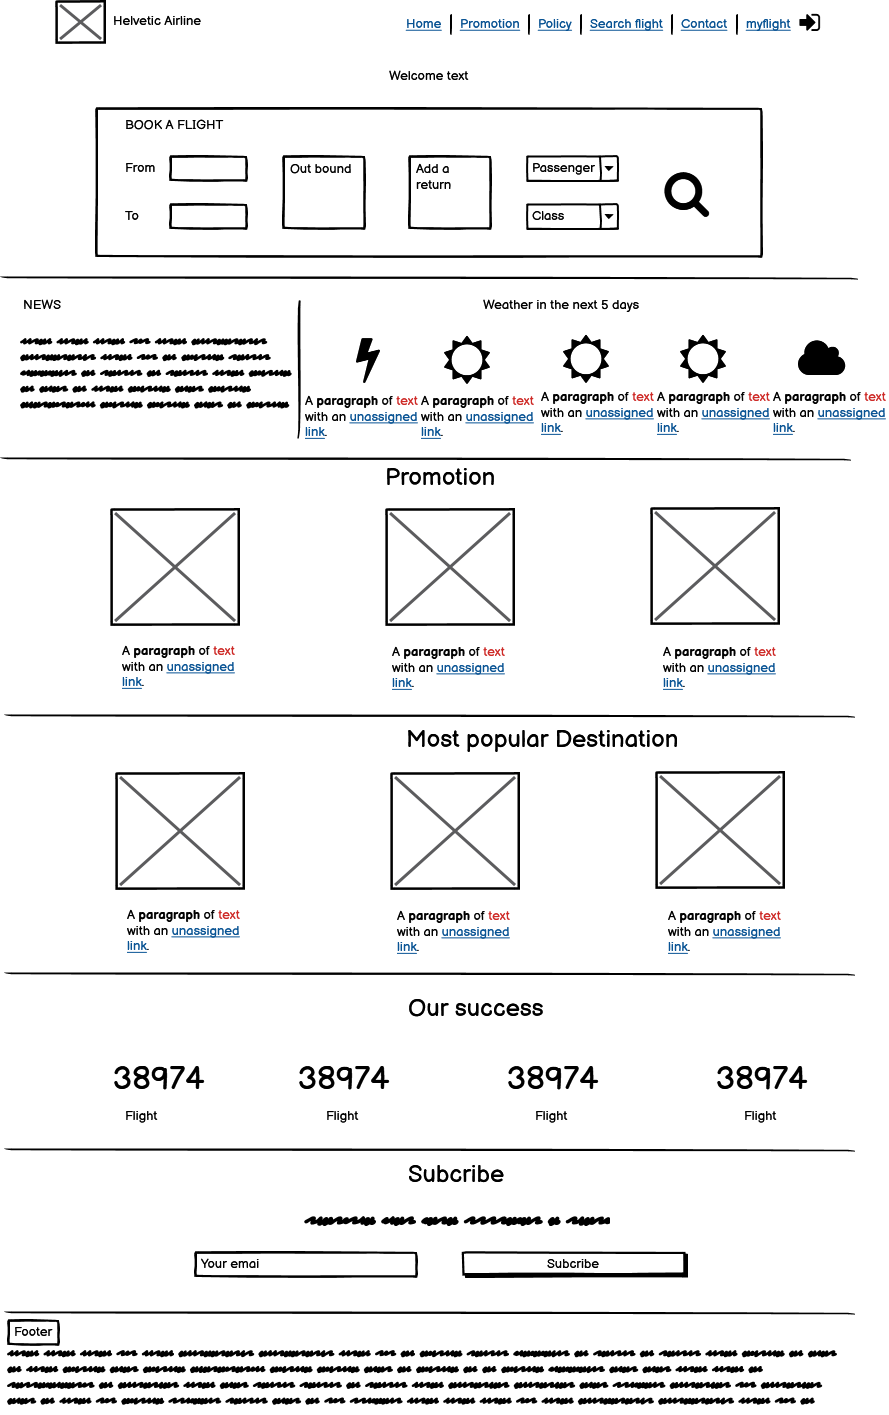 Helvetic Airline
Home Promotion Policy Search flight Contact myflight
Welcome text
BOOK A FLIGHT
From
To
Out bound
Add a
return
Passenger
Class
NEWS
Weather in the next 5 days
A paragraph of text
with an unassigned
link.
A paragraph of text
with an unassigned
link.
A paragraph of text
with an unassigned
link.
A paragraph of text
with an unassigned
link.
A paragraph of text
with an unassigned
link.
Promotion
A paragraph of text
with an unassigned
link.
A paragraph of text
with an unassigned
link.
A paragraph of text
with an unassigned
link.
Most popular Destination
A paragraph of text
with an unassigned
link.
A paragraph of text
with an unassigned
link.
A paragraph of text
with an unassigned
link.
Our success
38974 38974 38974 38974
Flight Flight Flight Flight
Subcribe
Your emai
Subcribe
Footer